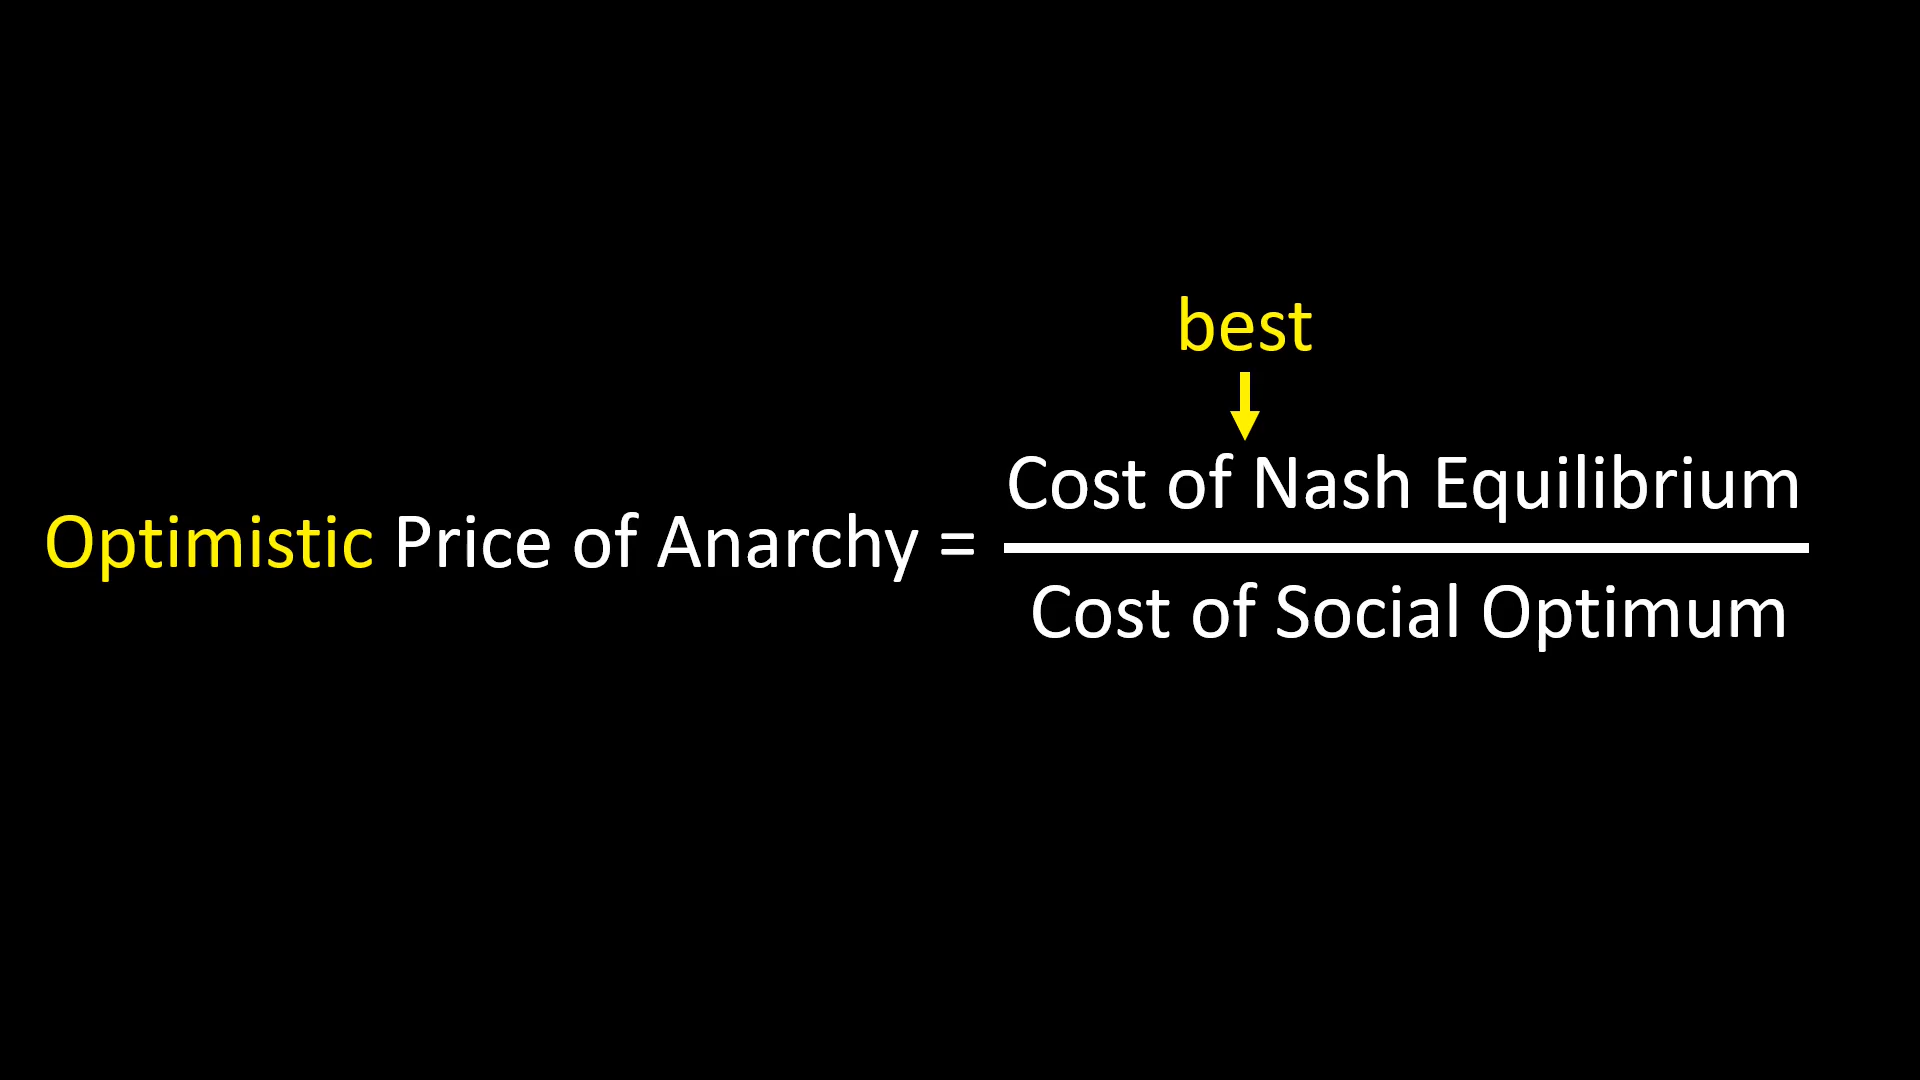 best
Cost of Nash Equilibrium
Optimistic Price of Anarchy =
Cost of Social Optimum